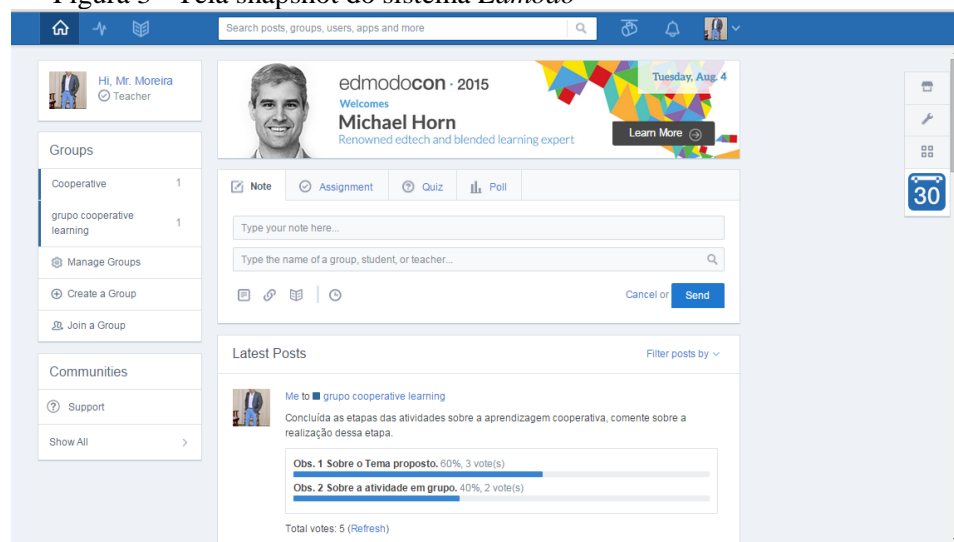 Figura 3 – Tela snapshot do sistema Edmodo
Search posts, groups, users, apps and more
Hi, Mr. Moreira
Teacher
Groups
Cooperative 1
grupo cooperative
learning 1
Manage Groups
Create a Group
Join a Group
Communities
Support
Show All
edmodocon · 2015
Welcomes
Michael Horn
Renowned edtech and blended learning expert
Tuesday, Aug. 4
Learn More
Note Assignment Quiz Poll
Type your note here...
Type the name of a group, student, or teacher...
Cancel or Send
Latest Posts
Filter posts by
Me to grupo cooperative learning
Concluída as etapas das atividades sobre a aprendizagem cooperativa, comente sobre a
realização dessa etapa.
Obs. 1 Sobre o Tema proposto. 60%, 3 vote(s)
Obs. 2 Sobre a atividade em grupo. 40%, 2 vote(s)
Total votes: 5 (Refresh)
30